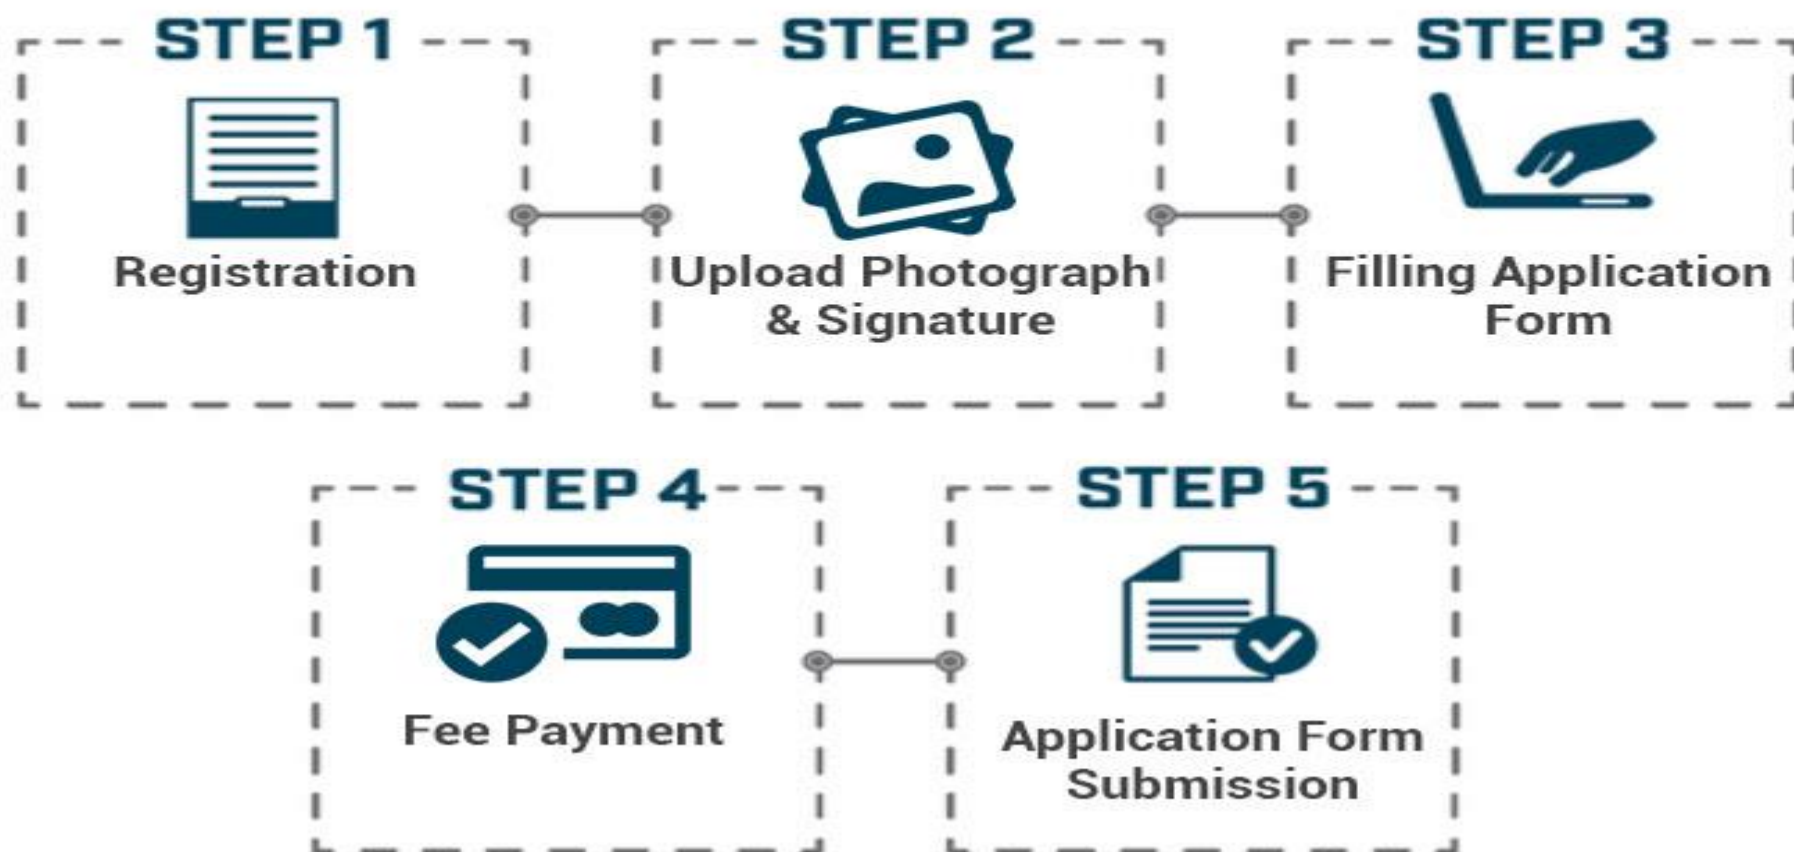 STEP 1
Registration
STEP 2
Upload Photograph
& Signature
STEP 3
Filling Application
Form
STEP 4
Fee Payment
STEP 5
Application Form
Submission